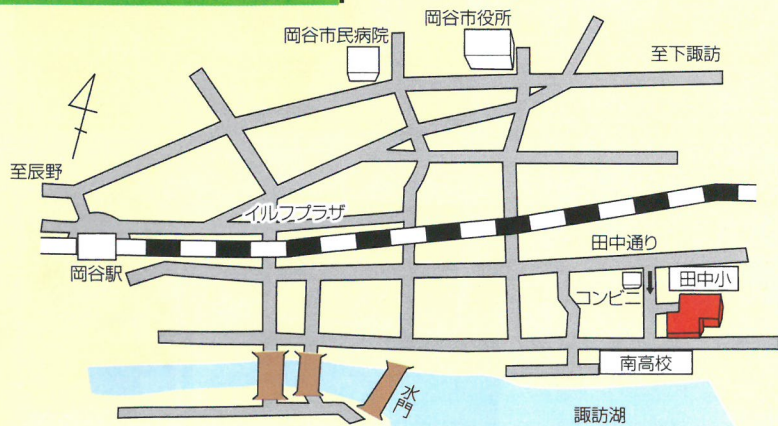 岡谷市役所
岡谷市民病院
至下諏訪
至辰野
イルフプラザ
田中通り
岡谷駅
コンビニ
田中小
南高校
水門
諏訪湖